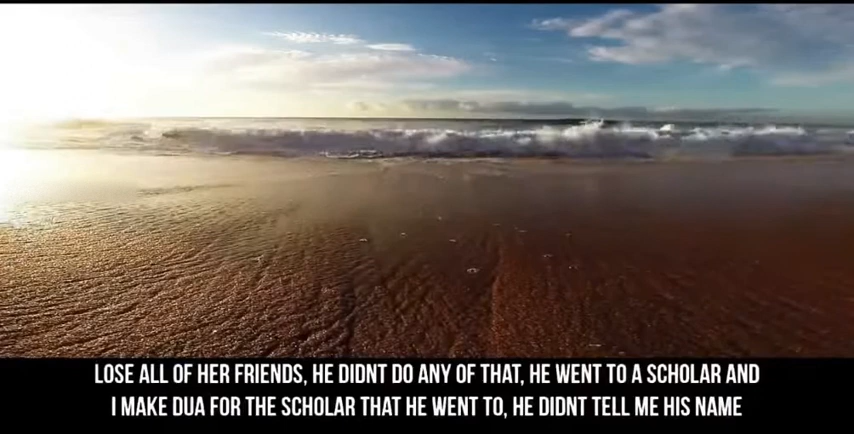 LOSE ALL OF HER FRIENDS, HE DIDNT DO ANY OF THAT, HE WENT TO A SCHOLAR AND
I MAKE DUA FOR THE SCHOLAR THAT HE WENT TO, HE DIDNT TELL ME HIS NAME